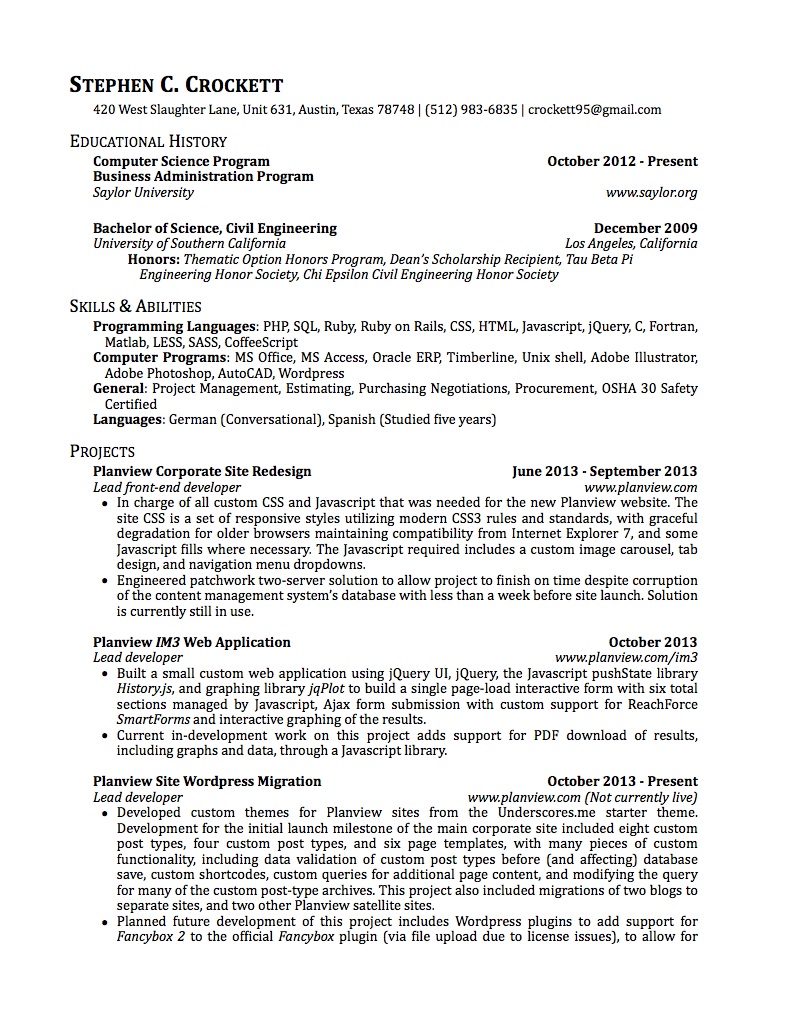 STEPHEN C. CROCKETT
420 West Slaughter Lane, Unit 631, Austin, Texas 78748 | (512) 983-6835 | crockett95@gmail.com
EDUCATIONAL HISTORY
Computer Science Program October 2012 - Present
Business Administration Program
Saylor University www.saylor.org
Bachelor of Science, Civil Engineering December 2009
University of Southern California Los Angeles, California
Honors: Thematic Option Honors Program, Dean's Scholarship Recipient, Tau Beta Pi
Engineering Honor Society, Chi Epsilon Civil Engineering Honor Society
SKILLS & ABILITIES
Programming Languages: PHP, SQL, Ruby, Ruby on Rails, CSS, HTML, Javascript, jQuery, C, Fortran,
Matlab, LESS, SASS, CoffeeScript
Computer Programs: MS Office, MS Access, Oracle ERP, Timberline, Unix shell, Adobe Illustrator,
Adobe Photoshop, AutoCAD, Wordpress
General: Project Management, Estimating, Purchasing Negotiations, Procurement, OSHA 30 Safety
Certified
Languages: German (Conversational), Spanish (Studied five years)
PROJECTS
Planview Corporate Site Redesign June 2013 - September 2013
Lead front-end developer www.planview.com
• In charge of all custom CSS and Javascript that was needed for the new Planview website. The
site CSS is a set of responsive styles utilizing modern CSS3 rules and standards, with graceful
degradation for older browsers maintaining compatibility from Internet Explorer 7, and some
Javascript fills where necessary. The Javascript required includes a custom image carousel, tab
design, and navigation menu dropdowns.
• Engineered patchwork two-server solution to allow project to finish on time despite corruption
of the content management system's database with less than a week before site launch. Solution
is currently still in use.
Planview IM3 Web Application October 2013
Lead developer www.planview.com/im3
• Built a small custom web application using jQuery UI, jQuery, the Javascript pushState library
History.js, and graphing library jqPlot to build a single page-load interactive form with six total
sections managed by Javascript, Ajax form submission with custom support for ReachForce
SmartForms and interactive graphing of the results.
• Current in-development work on this project adds support for PDF download of results,
including graphs and data, through a Javascript library.
Planview Site Wordpress Migration October 2013 - Present
Lead developer www.planview.com (Not currently live)
• Developed custom themes for Planview sites from the Underscores.me starter theme.
Development for the initial launch milestone of the main corporate site included eight custom
post types, four custom post types, and six page templates, with many pieces of custom
functionality, including data validation of custom post types before (and affecting) database
save, custom shortcodes, custom queries for additional page content, and modifying the query
for many of the custom post-type archives. This project also included migrations of two blogs to
separate sites, and two other Planview satellite sites.
• Planned future development of this project includes Wordpress plugins to add support for
Fancybox 2 to the official Fancybox plugin (via file upload due to license issues), to allow for